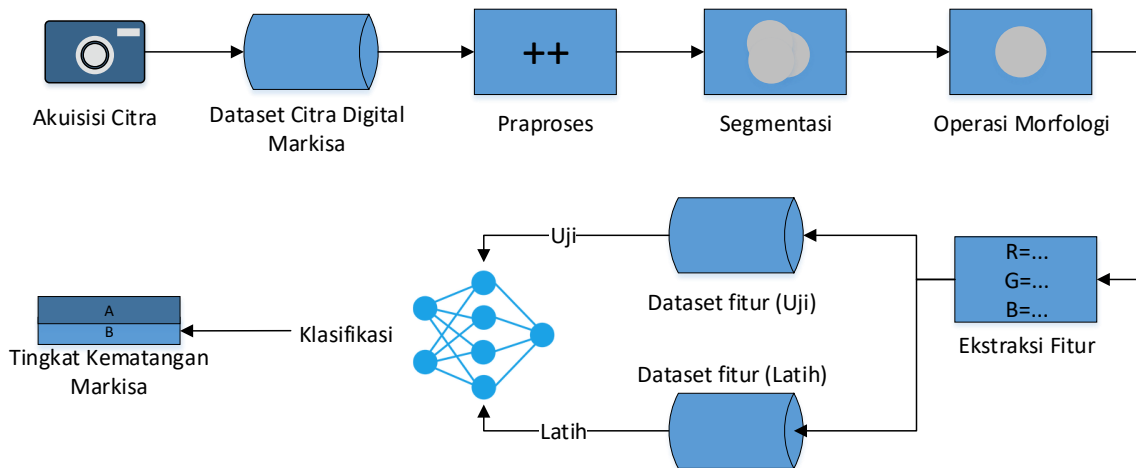 ++
Akuisisi Citra
Dataset Citra Digital
Markisa
Praproses
Segmentasi
Operasi Morfologi
Uji
Dataset fitur (Uji)
R=...
G=...
B=...
Ekstraksi Fitur
A
B
Tingkat Kematangan
Markisa
Klasifikasi
Dataset fitur (Latih)
Latih